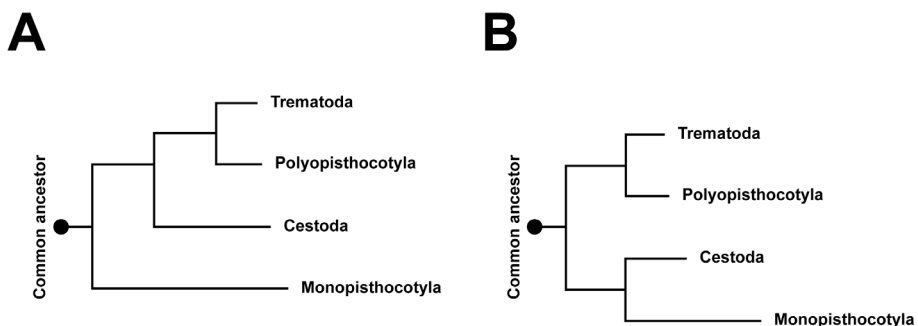 A
Trematoda
Polyopisthocotyla
Cestoda
Monopisthocotyla
Common ancestor
B
Trematoda
Polyopisthocotyla
Cestoda
Monopisthocotyla
Common ancestor